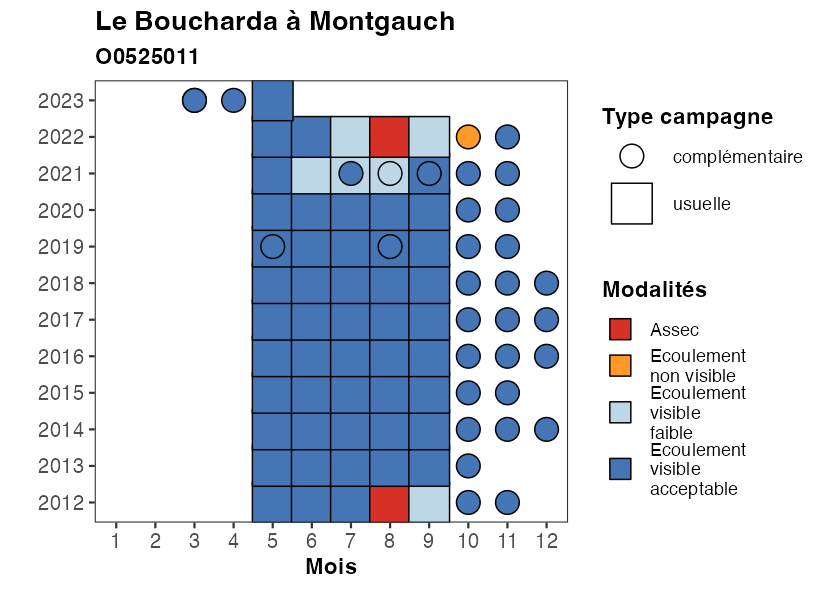 Le Boucharda à Montgauch
O0525011
2023
2022
2021
2020
2019
2018
2017
2016
2015
2014
2013
2012
1 2 3 4 5 6 7 8 9 10 11 12
Mois
Type campagne
complémentaire
usuelle
Modalités
Assec
Ecoulement
non visible
Ecoulement
visible
faible
Ecoulement
visible
acceptable